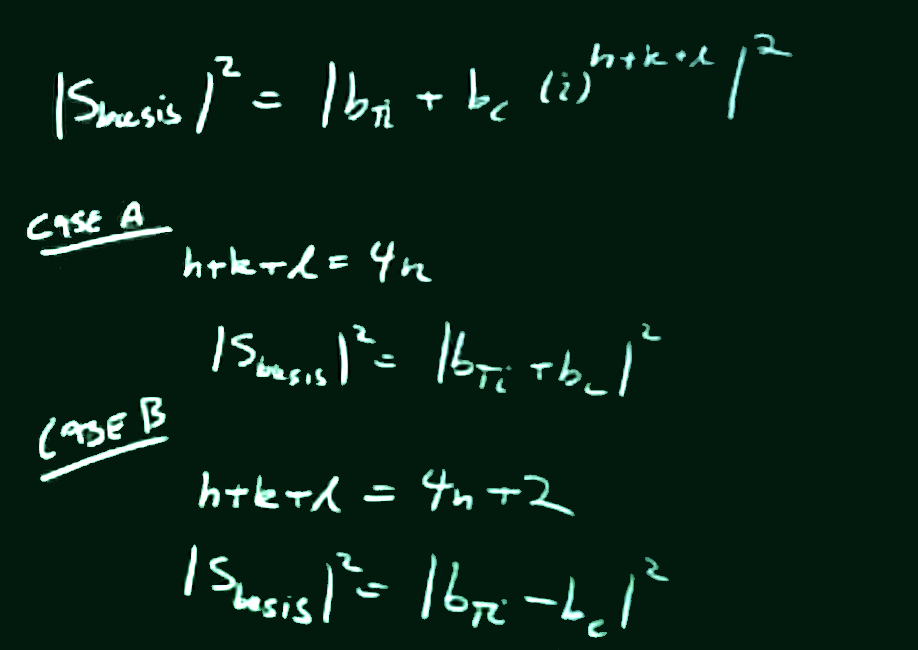 |S_basis|² = |b_Ti + b_c (i)^{h+k+l}|²
CASE A
h+k+l = 4n
|S_basis|² = |b_Ti + b_c|²
CASE B
h+k+l = 4n+2
|S_basis|² = |b_Ti - b_c|²